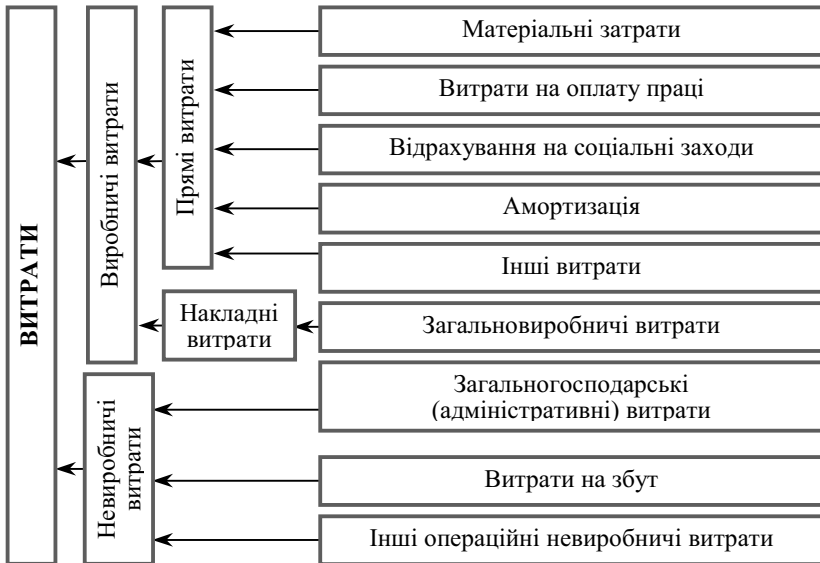 ВИТРАТИ
Виробничі витрати
Прямі витрати
Матеріальні затрати
Витрати на оплату праці
Відрахування на соціальні заходи
Амортизація
Інші витрати
Накладні
витрати
Загальновиробничі витрати
Невиробничі
витрати
Загальногосподарські
(адміністративні) витрати
Витрати на збут
Інші операційні невиробничі витрати